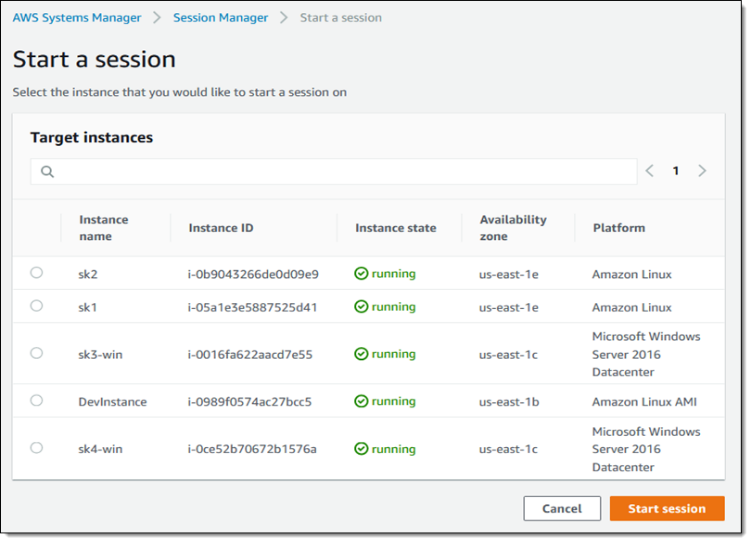 AWS Systems Manager > Session Manager > Start a session
Start a session
Select the instance that you would like to start a session on
Target instances
< 1 >
Instance name Instance ID Instance state Availability zone Platform
sk2 i-0b9043266de0d09e9 running us-east-1e Amazon Linux
sk1 i-05a1e3e5887525d41 running us-east-1e Amazon Linux
sk3-win i-0016fa622aacd7e55 running us-east-1c Microsoft Windows Server 2016 Datacenter
DevInstance i-0989f0574ac27bcc5 running us-east-1b Amazon Linux AMI
sk4-win i-0ce52b70672b1576a running us-east-1c Microsoft Windows Server 2016 Datacenter
Cancel Start session